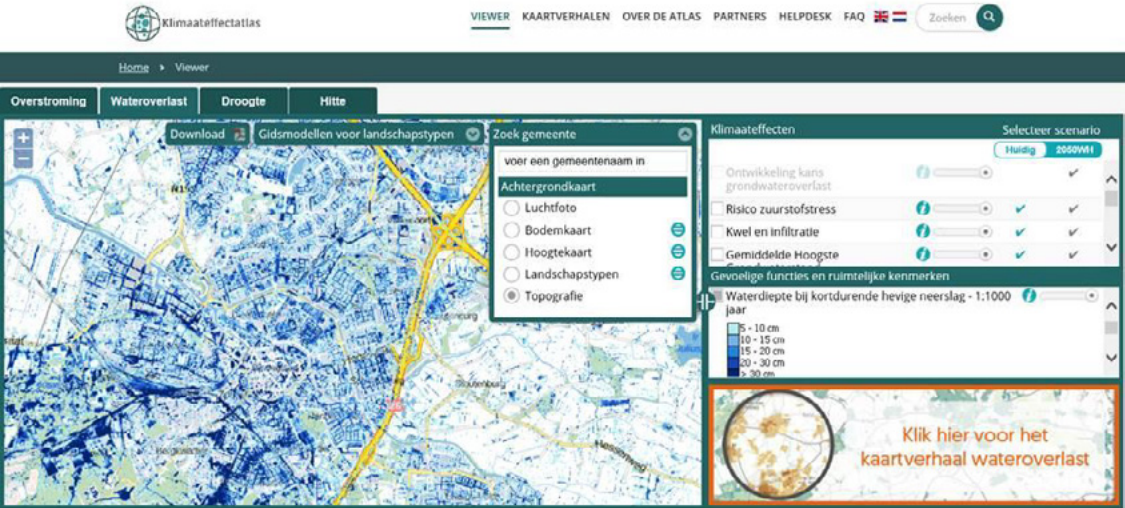 Klimaateffectatlas
VIEWER KAARTVERHALEN OVER DE ATLAS PARTNERS HELPDESK FAQ Zoeken
Home Viewer
Overstroming Wateroverlast Droogte Hitte
Download Gidsmodellen voor landschapstypen
Zoek gemeente
voer een gemeentenaam in
Achtergrondkaart
Luchtfoto
Bodemkaart
Hoogtekaart
Landschapstypen
Topografie
Hessenweg
Klimaateffecten Selecteer scenario
Huidig 2050WH
Ontwikkeling kans
grondwateroverlast
Risico zuurstofstress
Kwel en infiltratie
Gemiddelde Hoogste
Gevoelige functies en ruimtelijke kenmerken
Waterdiepte bij kortdurende hevige neerslag - 1:1000
jaar
5 - 10 cm
10 - 15 cm
15 - 20 cm
20 - 30 cm
> 30 cm
Klik hier voor het
kaartverhaal wateroverlast